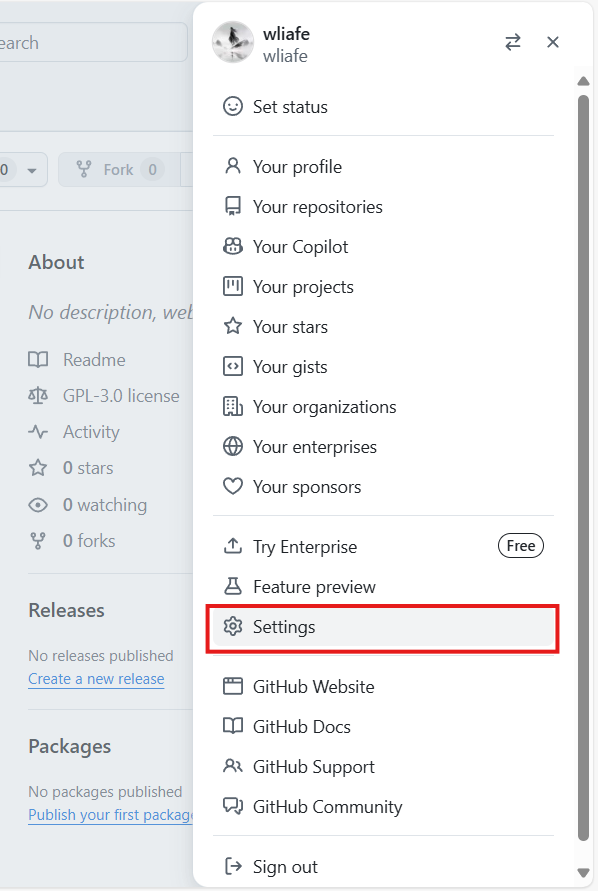 earch
0
Fork 0
About
No description, web
Readme
GPL-3.0 license
Activity
0 stars
0 watching
0 forks
Releases
No releases published
Create a new release
Packages
No packages published
Publish your first package
wliafe
wliafe
Set status
Your profile
Your repositories
Your Copilot
Your projects
Your stars
Your gists
Your organizations
Your enterprises
Your sponsors
Try Enterprise Free
Feature preview
Settings
GitHub Website
GitHub Docs
GitHub Support
GitHub Community
Sign out